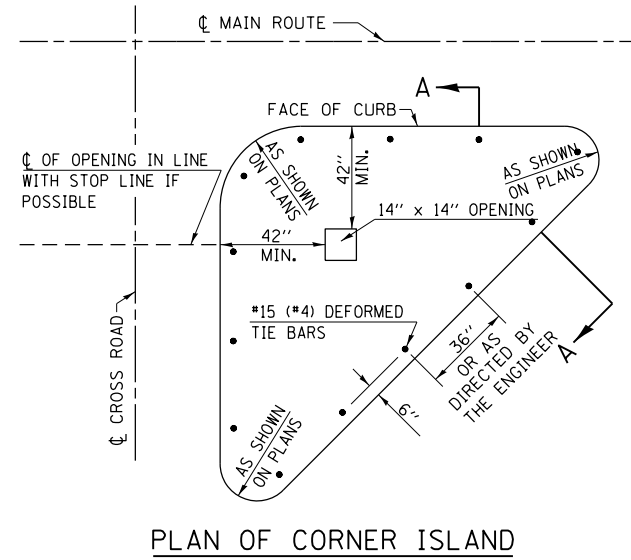 ℄ MAIN ROUTE
A
FACE OF CURB
℄ OF OPENING IN LINE
WITH STOP LINE IF
POSSIBLE
AS SHOWN
ON PLANS
42" MIN.
AS SHOWN
ON PLANS
14" x 14" OPENING
42"
MIN.
#15 (#4) DEFORMED
TIE BARS
36"
OR AS
DIRECTED BY
THE ENGINEER
A
6"
℄ CROSS ROAD
AS SHOWN
ON PLANS
PLAN OF CORNER ISLAND